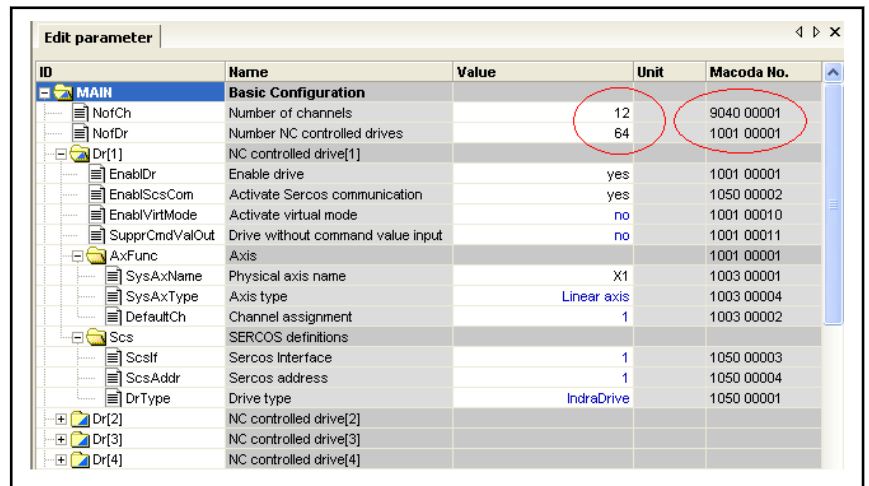 Edit parameter
ID Name Value Unit Macoda No.
MAIN Basic Configuration
NofCh Number of channels 12 9040 00001
NofDr Number NC controlled drives 64 1001 00001
Dr[1] NC controlled drive[1]
EnablDr Enable drive yes 1001 00001
EnablScsCom Activate Sercos communication yes 1050 00002
EnablVirtMode Activate virtual mode no 1001 00010
SupprCmdValOut Drive without command value input no 1001 00011
AxFunc Axis 1001 00001
SysAxName Physical axis name X1 1003 00001
SysAxType Axis type Linear axis 1003 00004
DefaultCh Channel assignment 1 1003 00002
Scs SERCOS definitions
ScsIf Sercos Interface 1 1050 00003
ScsAddr Sercos address 1 1050 00004
DrType Drive type IndraDrive 1050 00001
Dr[2] NC controlled drive[2]
Dr[3] NC controlled drive[3]
Dr[4] NC controlled drive[4]